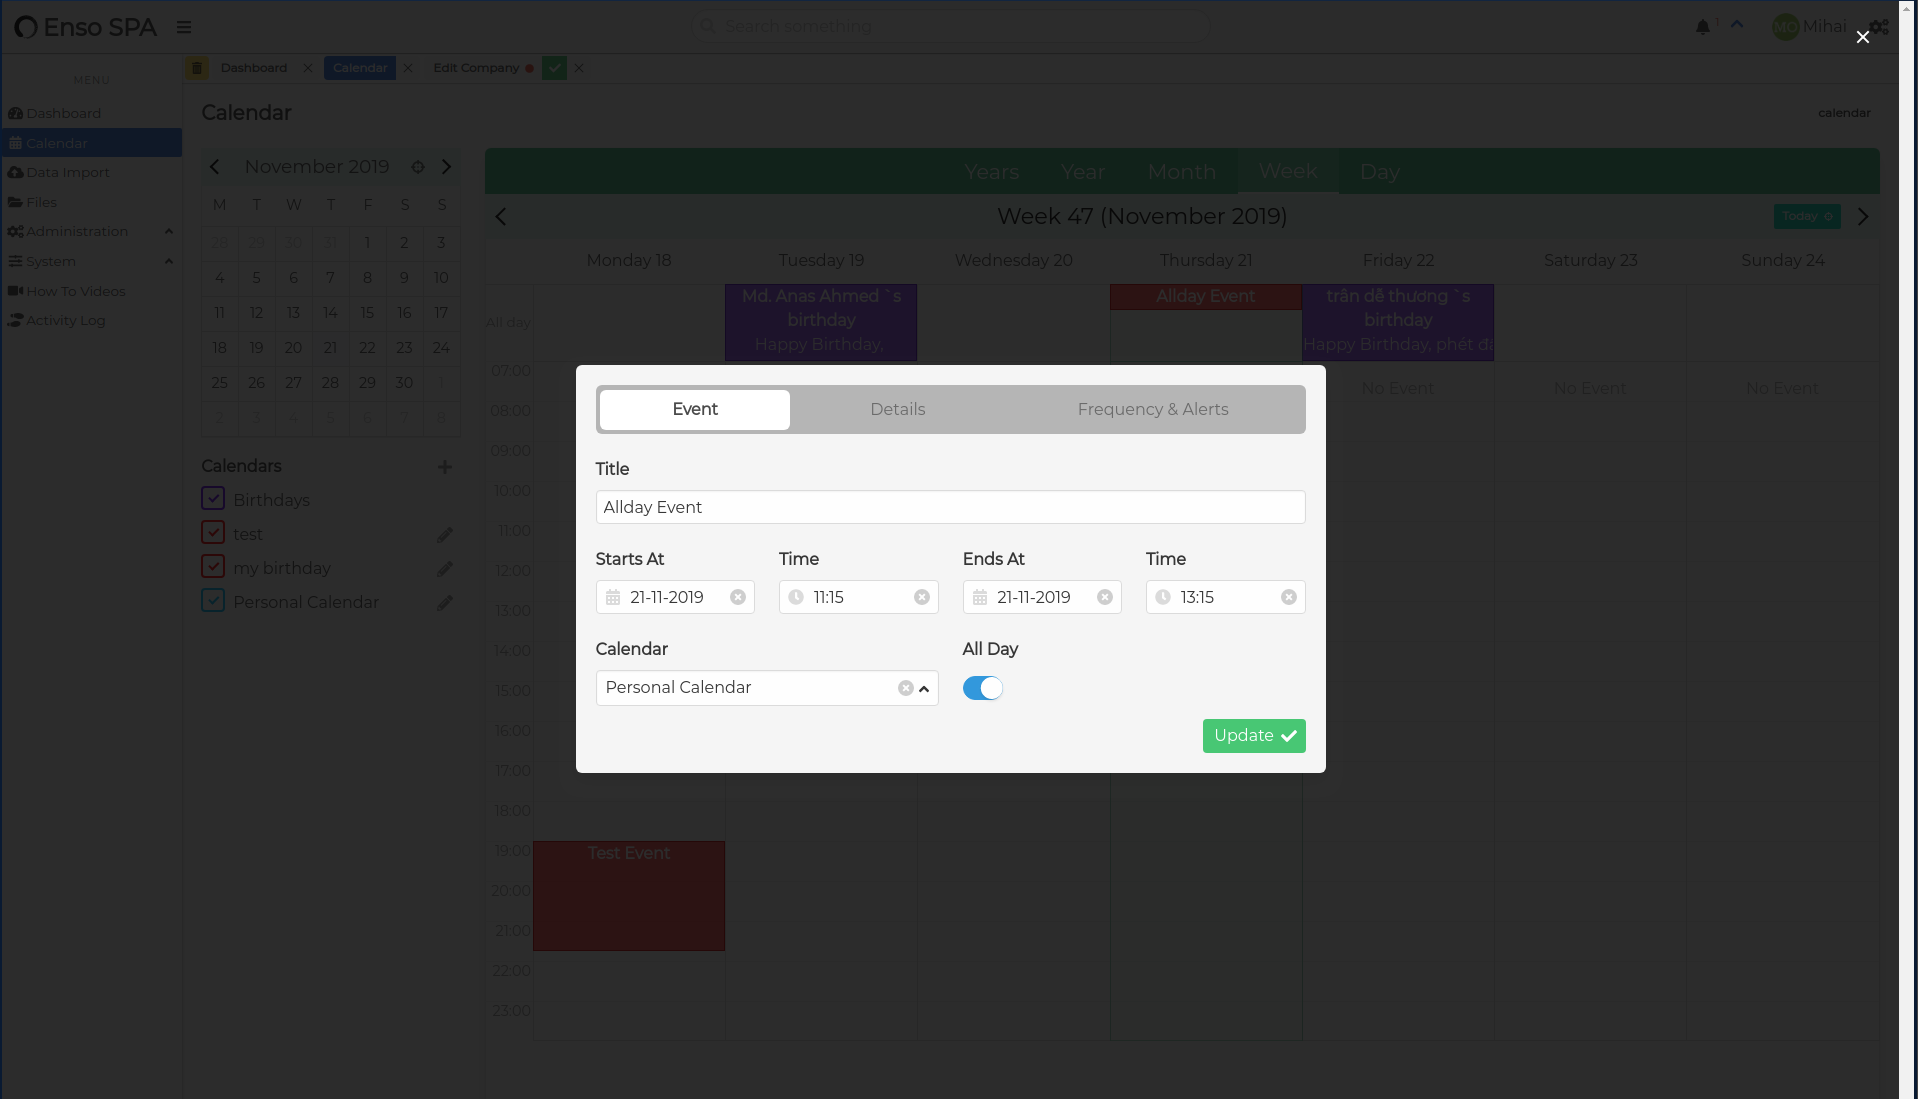 Enso SPA
Search something
1
MO Mihai
MENU
Dashboard
Calendar
Data Import
Files
Administration
System
How To Videos
Activity Log
Dashboard
Calendar
Edit Company
Calendar
calendar
November 2019
M T W T F S S
28 29 30 31 1 2 3
4 5 6 7 8 9 10
11 12 13 14 15 16 17
18 19 20 21 22 23 24
25 26 27 28 29 30 1
2 3 4 5 6 7 8
Calendars
Birthdays
test
my birthday
Personal Calendar
Years Year Month Week Day
Week 47 (November 2019)
Today
Monday 18 Tuesday 19 Wednesday 20 Thursday 21 Friday 22 Saturday 23 Sunday 24
All day
Md. Anas Ahmed `s
birthday
Happy Birthday,
Allday Event
trân dễ thương `s
birthday
Happy Birthday, phét
No Event No Event No Event
07:00
08:00
09:00
10:00
11:00
12:00
13:00
14:00
15:00
16:00
17:00
18:00
19:00
20:00
21:00
22:00
23:00
Test Event
Event Details Frequency & Alerts
Title
Allday Event
Starts At Time Ends At Time
21-11-2019 11:15 21-11-2019 13:15
Calendar All Day
Personal Calendar
Update